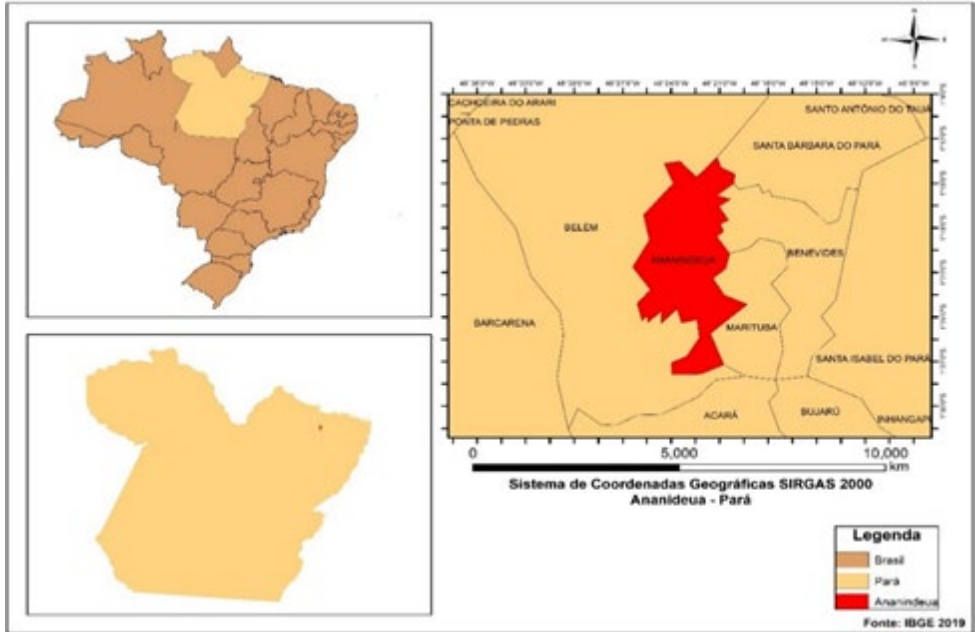 N
CACHOEIRA DO ARARI
PONTA DE PEDRAS
SANTO ANTÔNIO DO TAUÁ
SANTA BÁRBARA DO PARÁ
BELÉM
BENEVIDES
ANANINDEUA
BARCARENA
MARITUBA
SANTA ISABEL DO PARÁ
ACARÁ
BUJARÚ
INHANGAPI
0 5,000 10,000
km
Sistema de Coordenadas Geográficas SIRGAS 2000
Ananideua - Pará
Legenda
Brasil
Pará
Ananindeua
Fonte: IBGE 2019